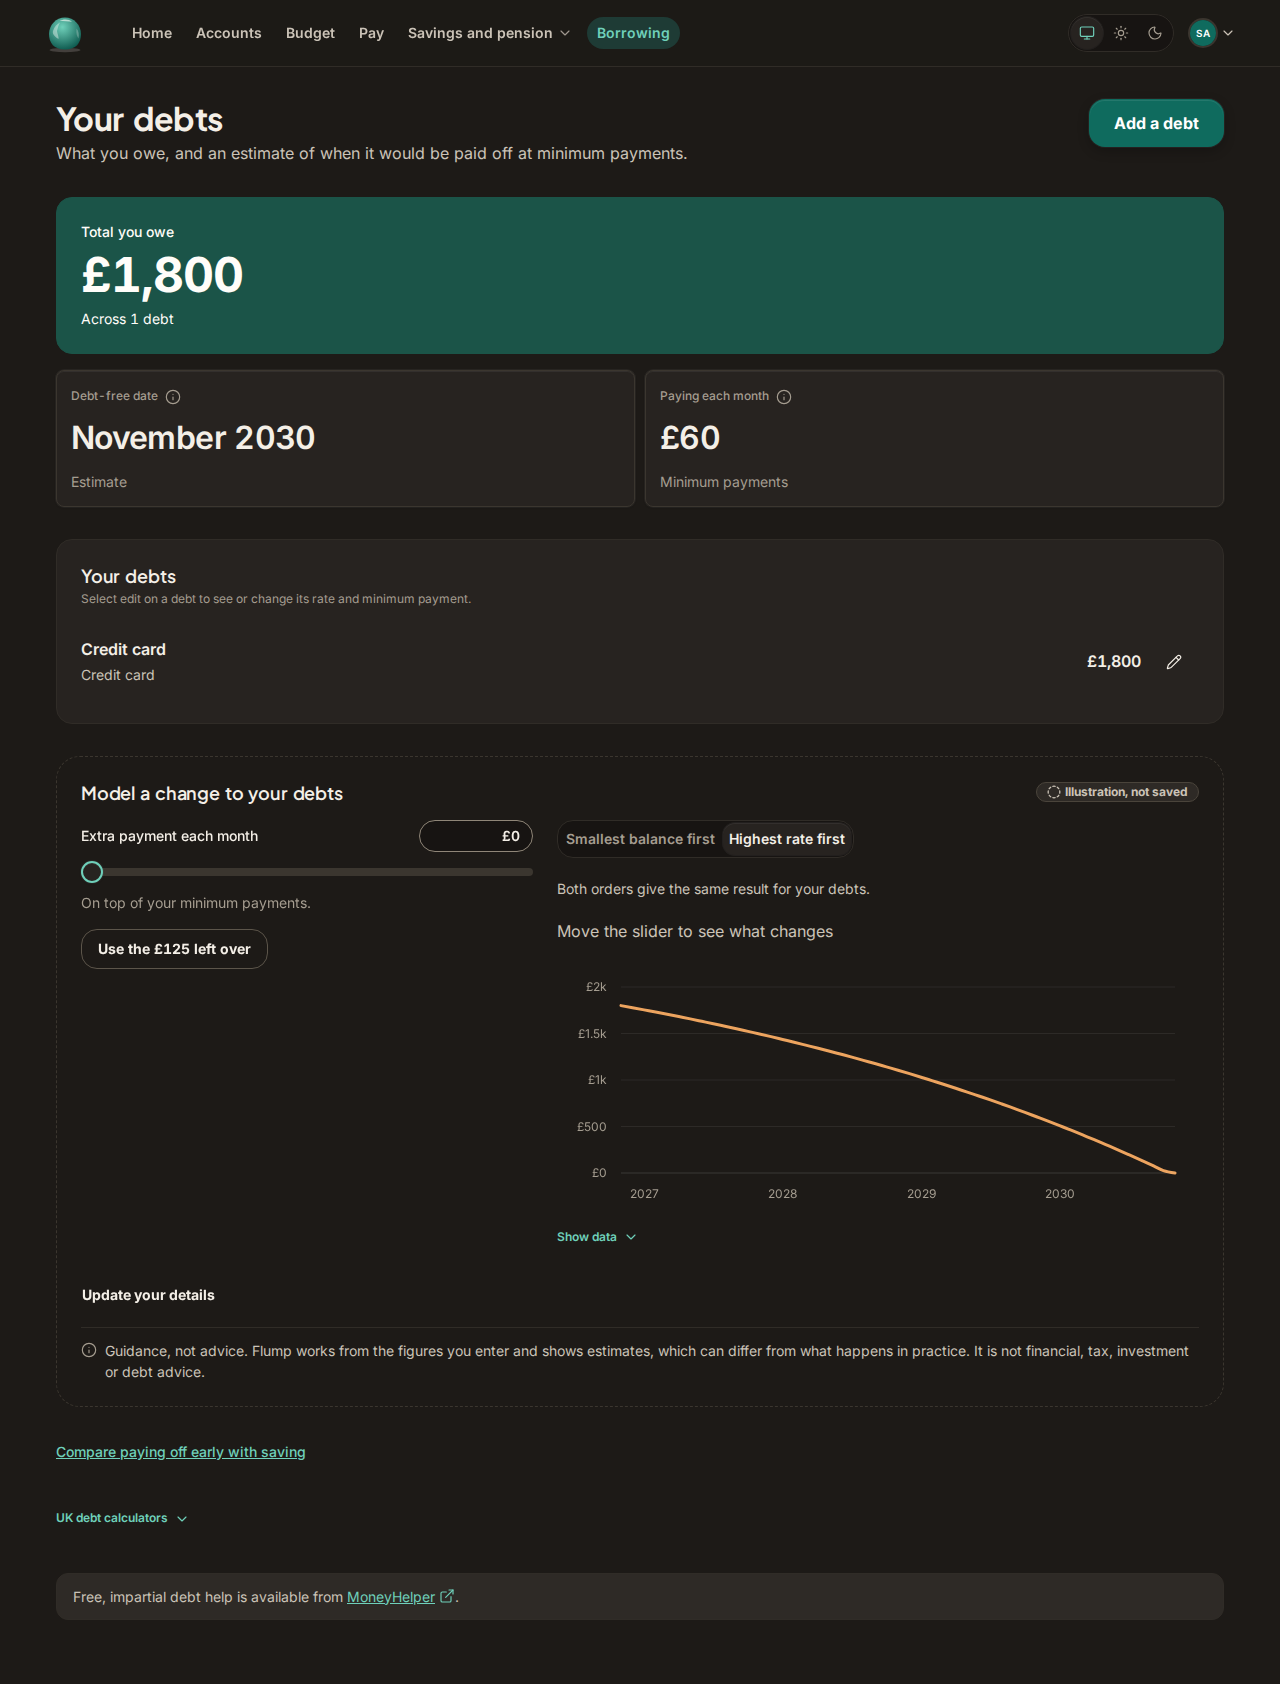 Home
Accounts
Budget
Pay
Savings and pension
Borrowing
SA
Your debts
Add a debt
What you owe, and an estimate of when it would be paid off at minimum payments.
Total you owe
£1,800
Across 1 debt
Debt-free date
November 2030
Estimate
Paying each month
£60
Minimum payments
Your debts
Select edit on a debt to see or change its rate and minimum payment.
Credit card
Credit card
£1,800
Model a change to your debts
Illustration, not saved
Extra payment each month
£0
On top of your minimum payments.
Use the £125 left over
Smallest balance first
Highest rate first
Both orders give the same result for your debts.
Move the slider to see what changes
£2k
£1.5k
£1k
£500
£0
2027
2028
2029
2030
Show data
Update your details
Guidance, not advice. Flump works from the figures you enter and shows estimates, which can differ from what happens in practice. It is not financial, tax, investment
or debt advice.
Compare paying off early with saving
UK debt calculators
Free, impartial debt help is available from MoneyHelper.